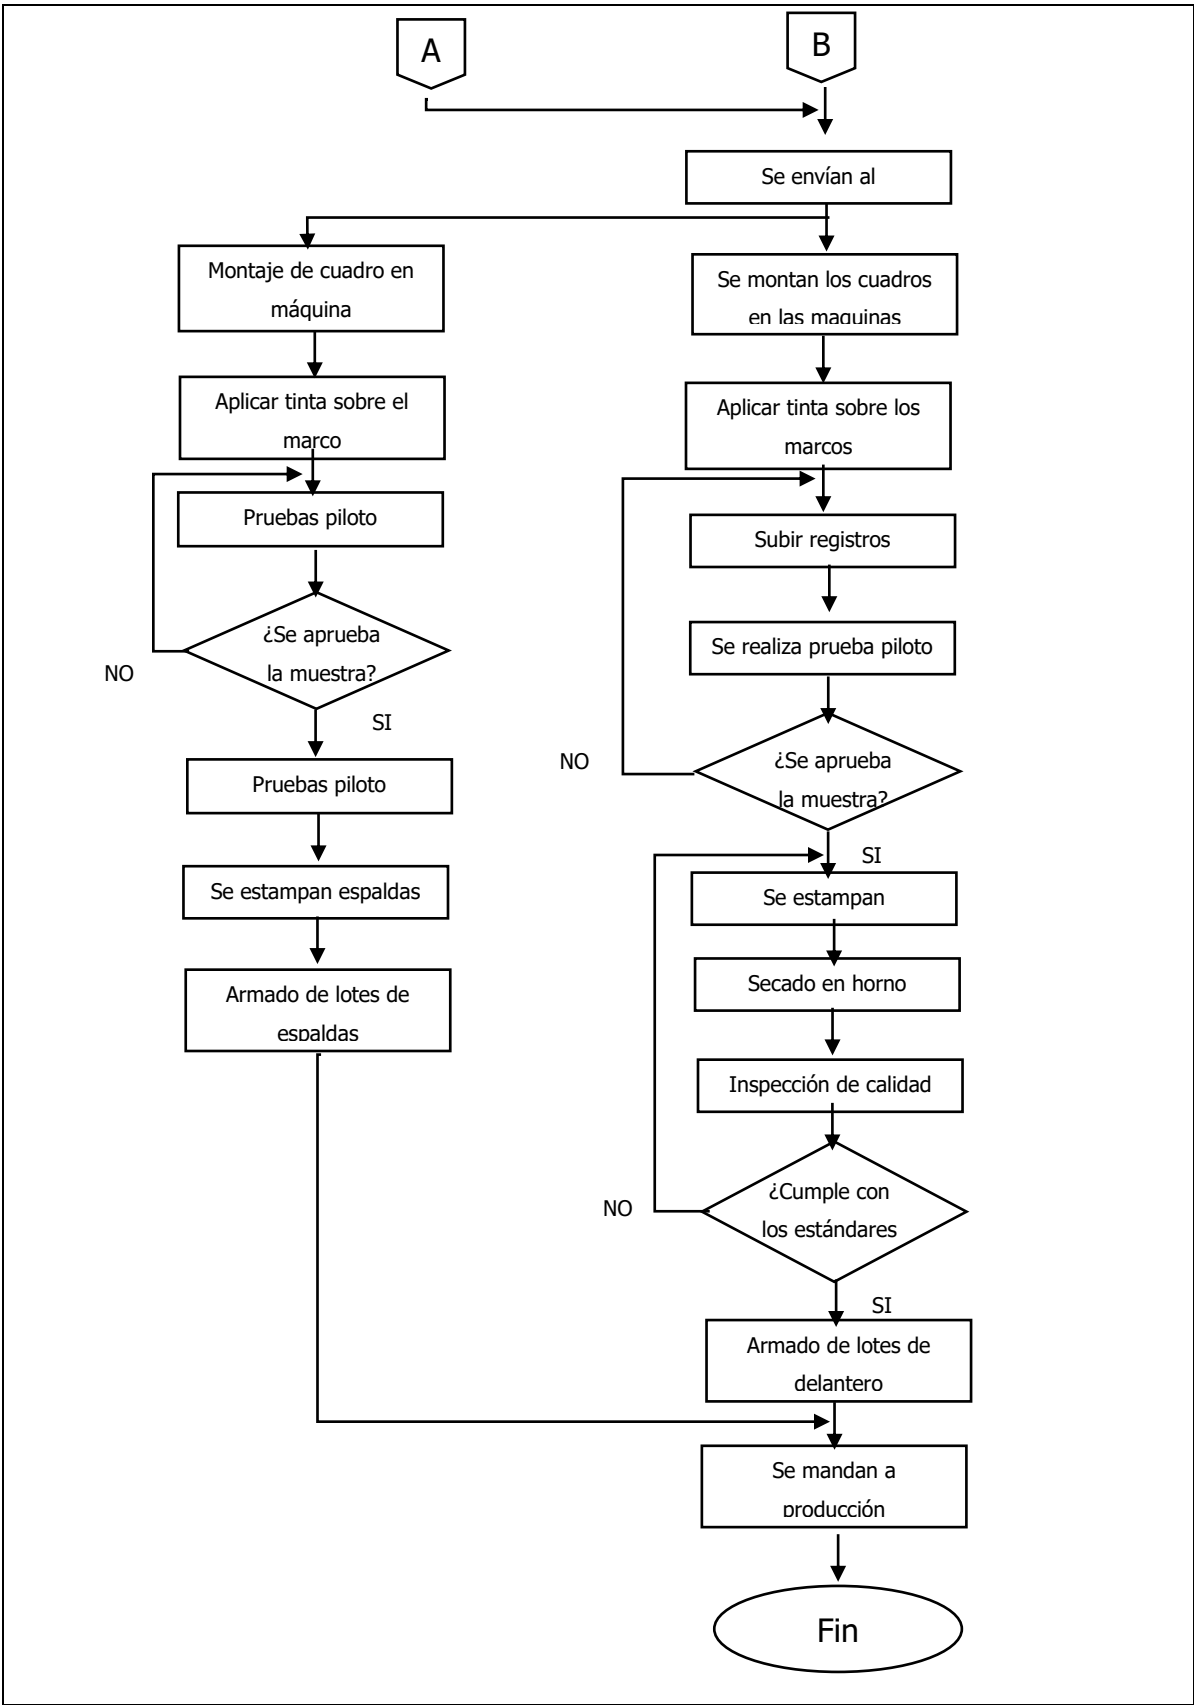 A
B
Se envían al
Montaje de cuadro en
máquina
Aplicar tinta sobre el
marco
Pruebas piloto
¿Se aprueba
la muestra?
NO
SI
Pruebas piloto
Se estampan espaldas
Armado de lotes de
espaldas
Se montan los cuadros
en las maquinas
Aplicar tinta sobre los
marcos
Subir registros
Se realiza prueba piloto
¿Se aprueba
la muestra?
NO
SI
Se estampan
Secado en horno
Inspección de calidad
¿Cumple con
los estándares
NO
SI
Armado de lotes de
delantero
Se mandan a
producción
Fin